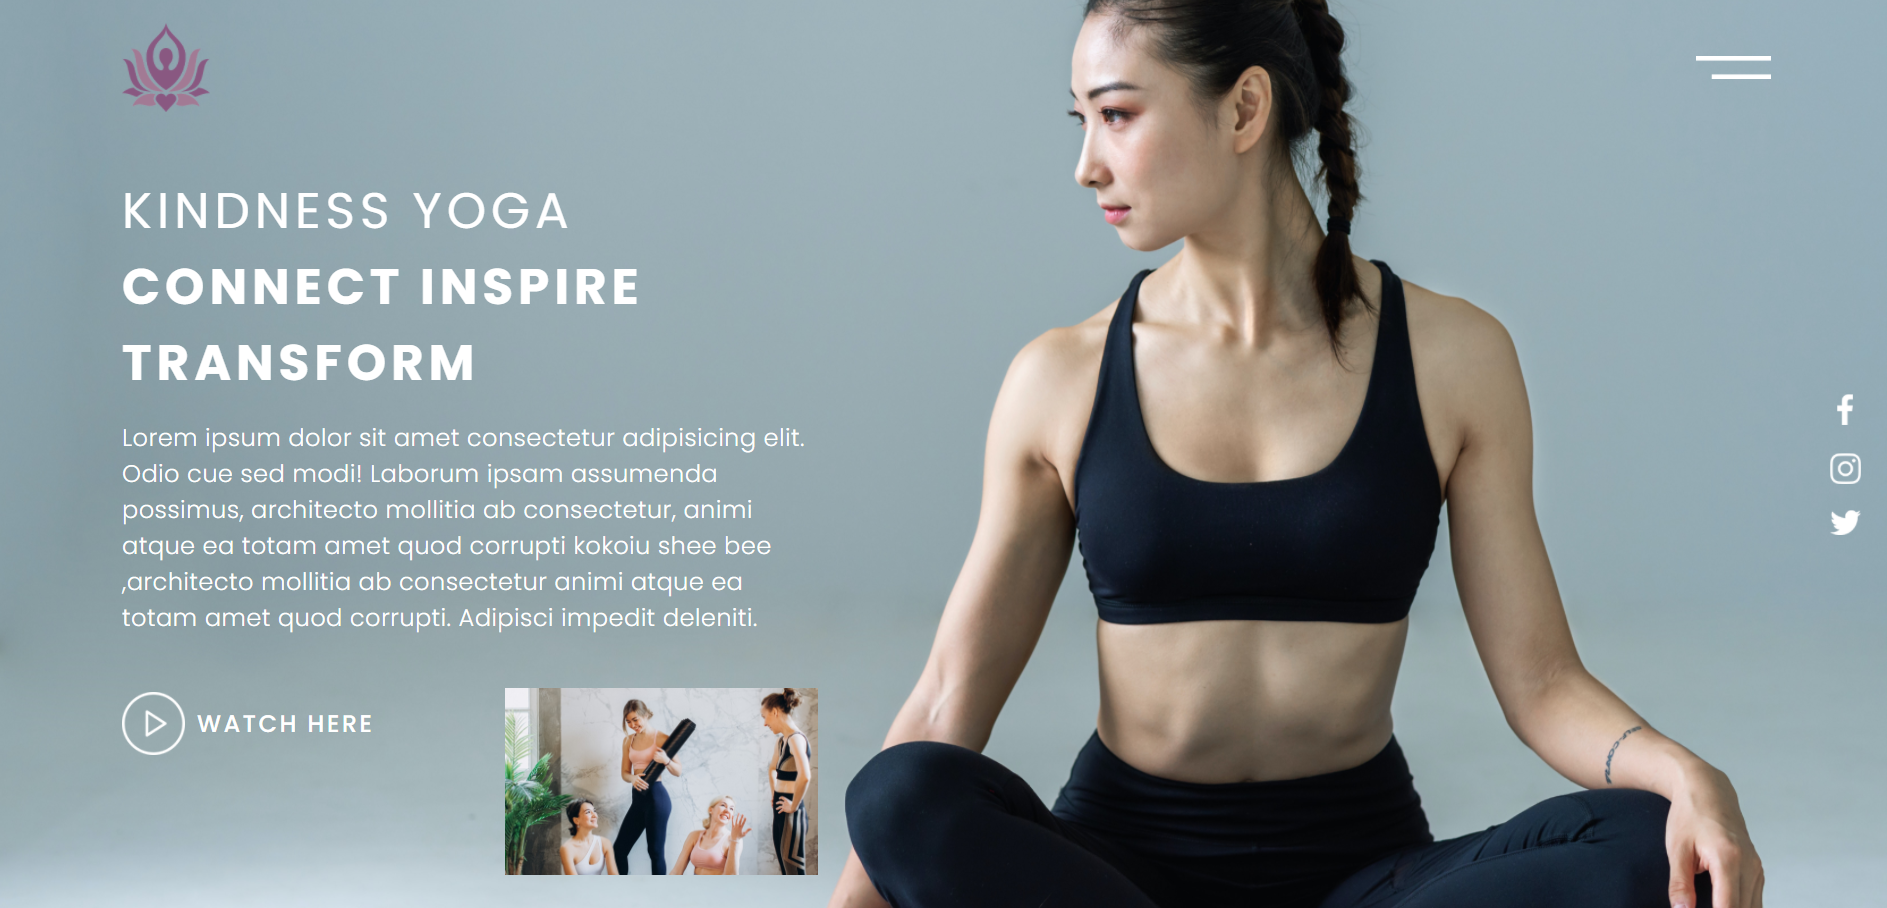 KINDNESS YOGA
CONNECT INSPIRE
TRANSFORM
Lorem ipsum dolor sit amet consectetur adipisicing elit.
Odio cue sed modi! Laborum ipsam assumenda
possimus, architecto mollitia ab consectetur, animi
atque ea totam amet quod corrupti kokoiu shee bee
,architecto mollitia ab consectetur animi atque ea
totam amet quod corrupti. Adipisci impedit deleniti.
WATCH HERE